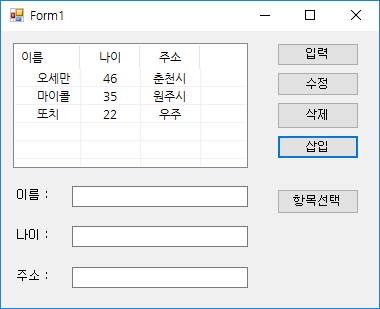 Form1
이름 나이 주소
오세만 46 춘천시
마이콜 35 원주시
또치 22 우주
입력
수정
삭제
삽입
항목선택
이름 :
나이 :
주소 :